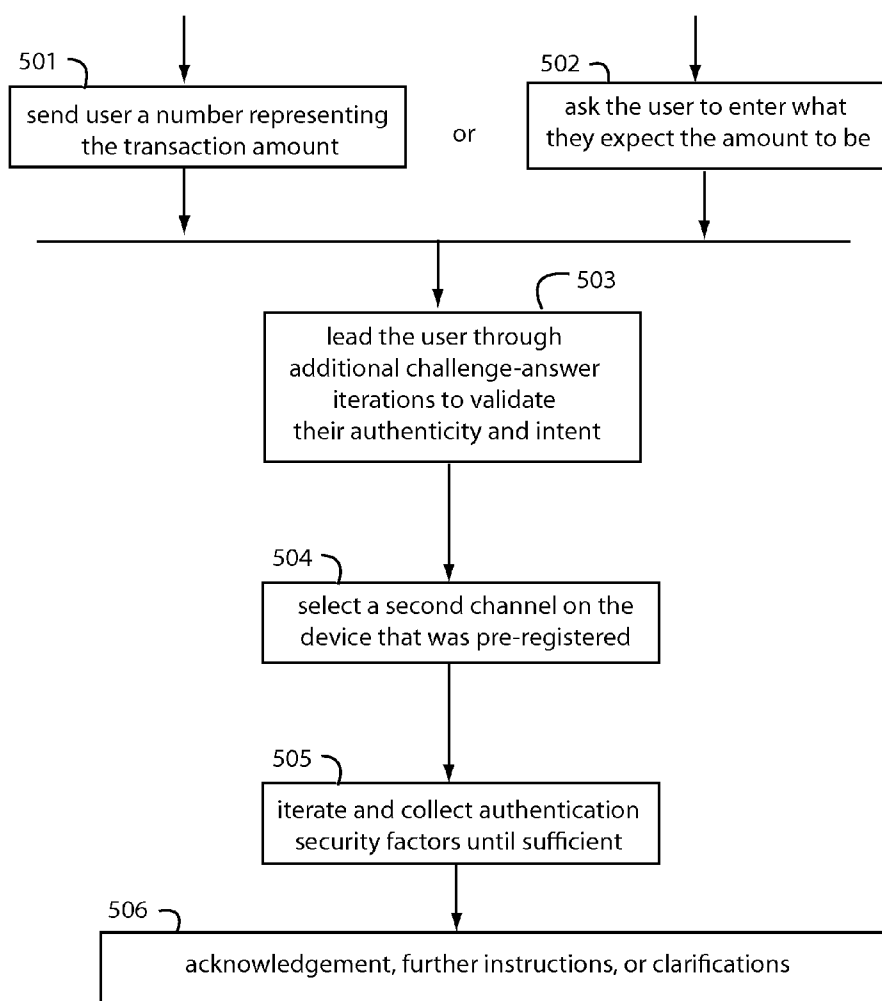 501
send user a number representing
the transaction amount
or
502
ask the user to enter what
they expect the amount to be
503
lead the user through
additional challenge-answer
iterations to validate
their authenticity and intent
504
select a second channel on the
device that was pre-registered
505
iterate and collect authentication
security factors until sufficient
506
acknowledgement, further instructions, or clarifications